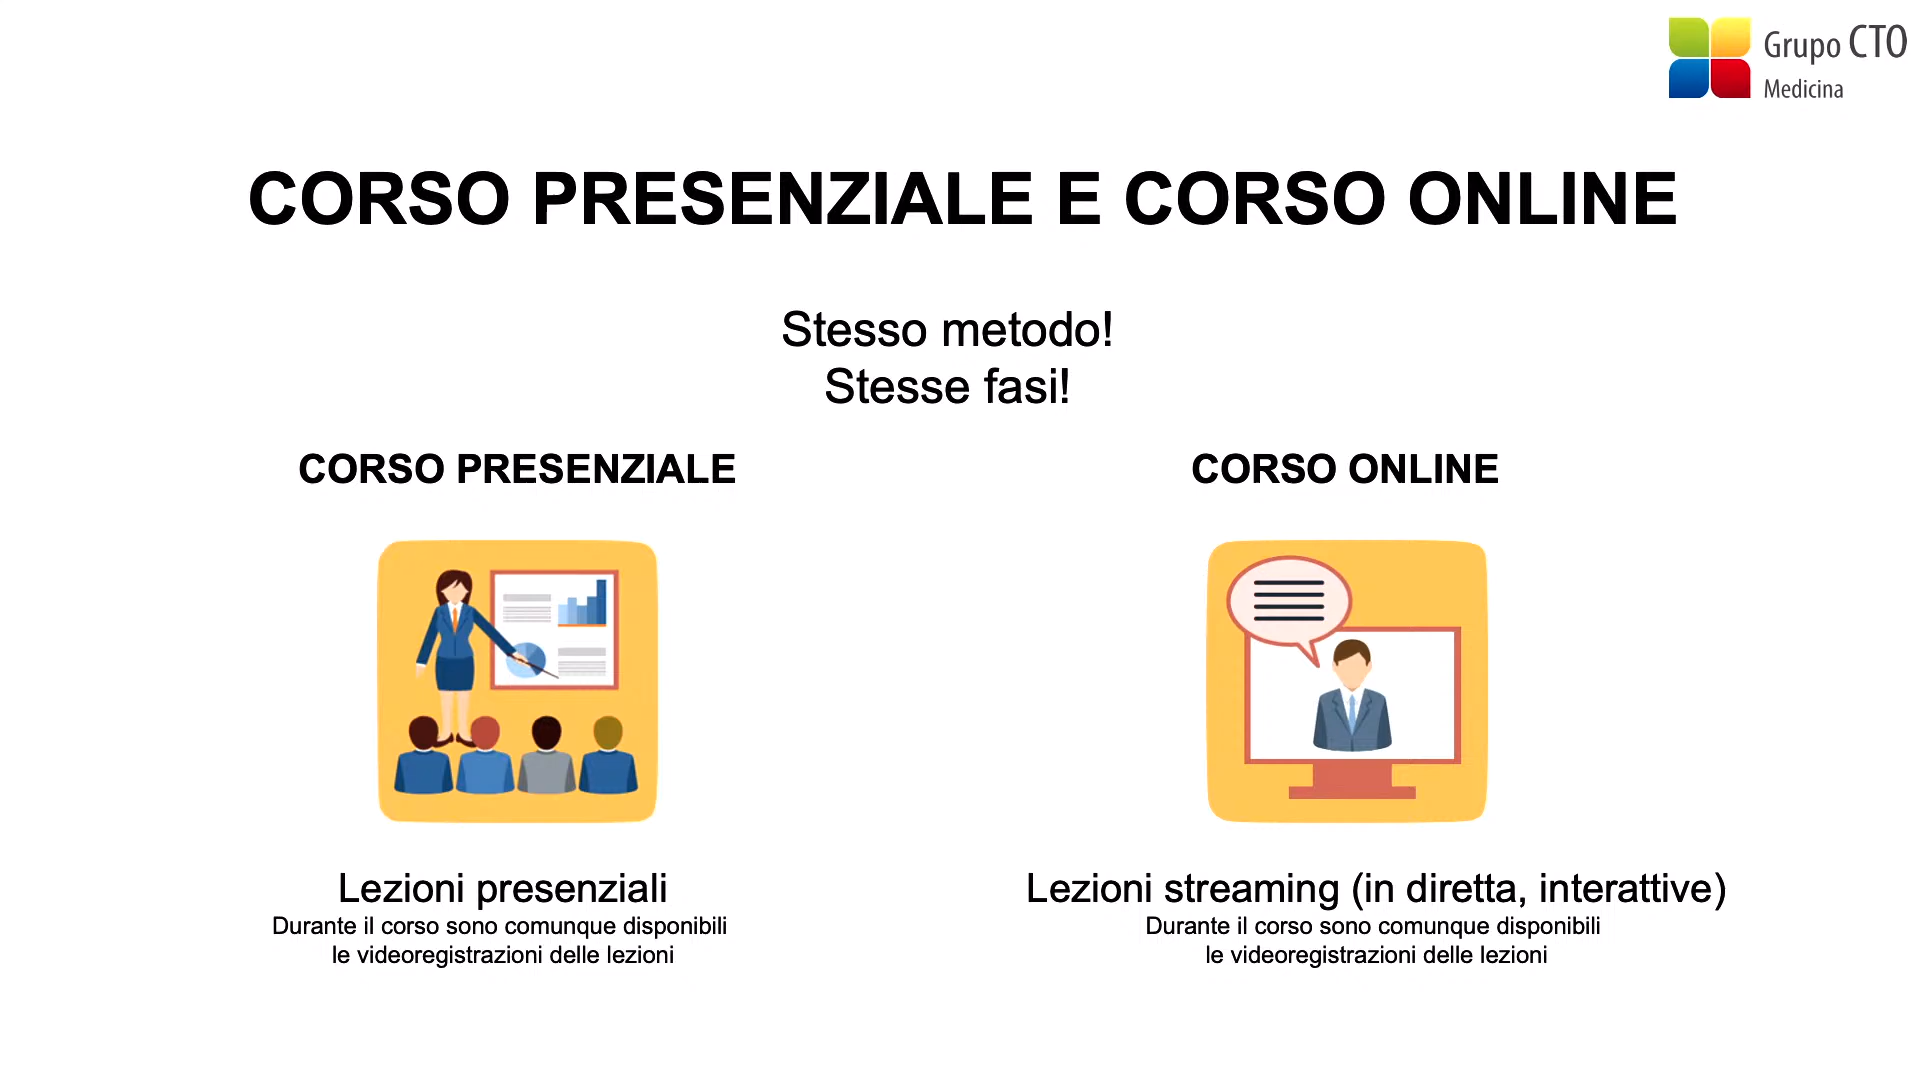 Grupo CTO
Medicina
CORSO PRESENZIALE E CORSO ONLINE
Stesso metodo!
Stesse fasi!
CORSO PRESENZIALE
Lezioni presenziali
Durante il corso sono comunque disponibili
le videoregistrazioni delle lezioni
CORSO ONLINE
Lezioni streaming (in diretta, interattive)
Durante il corso sono comunque disponibili
le videoregistrazioni delle lezioni